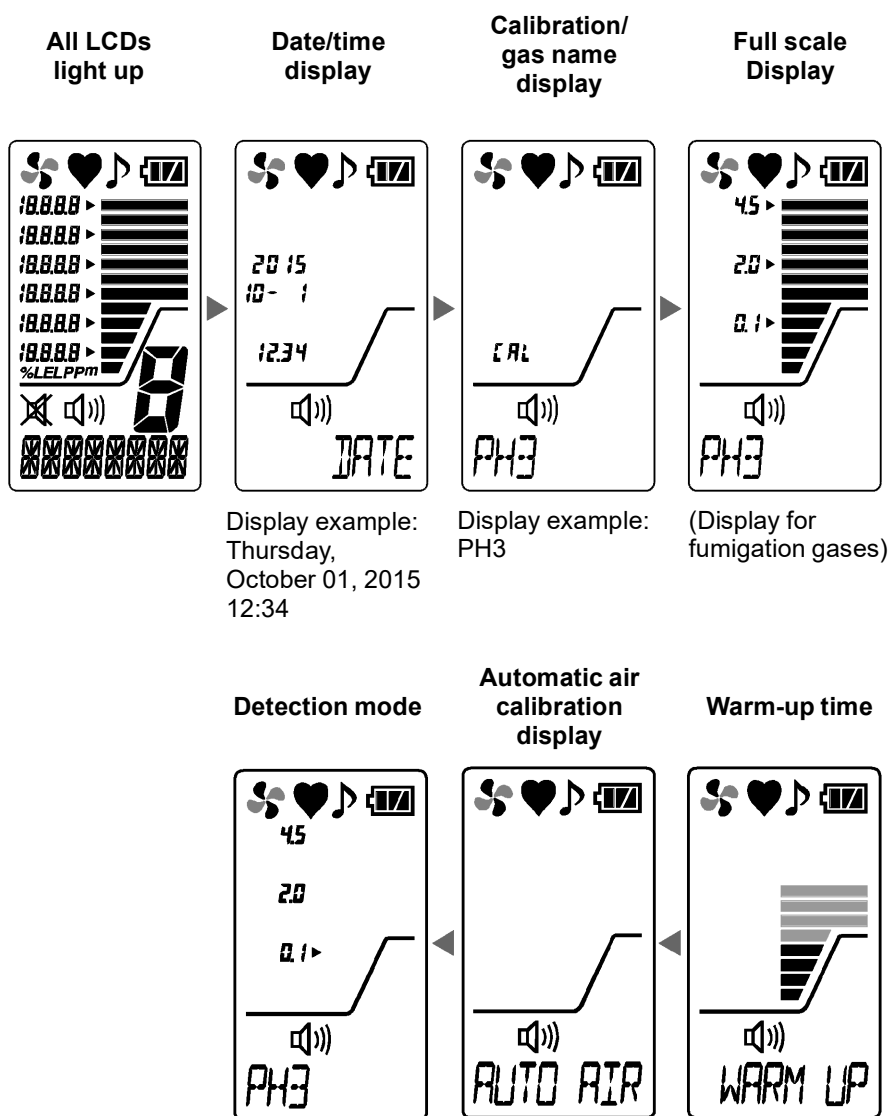 All LCDs
light up
Date/time
display
Calibration/
gas name
display
Full scale
Display
18.8.8.8
18.8.8.8
18.8.8.8
18.8.8.8
18.8.8.8
18.8.8.8
%LELPPm
8
2015
10- 1
12.34
DATE
CAL
PH3
4.5
2.0
0.1
PH3
Display example:
Thursday,
October 01, 2015
12:34
Display example:
PH3
(Display for
fumigation gases)
Detection mode
Automatic air
calibration
display
Warm-up time
4.5
2.0
0.1
PH3
AUTO AIR
WARM UP